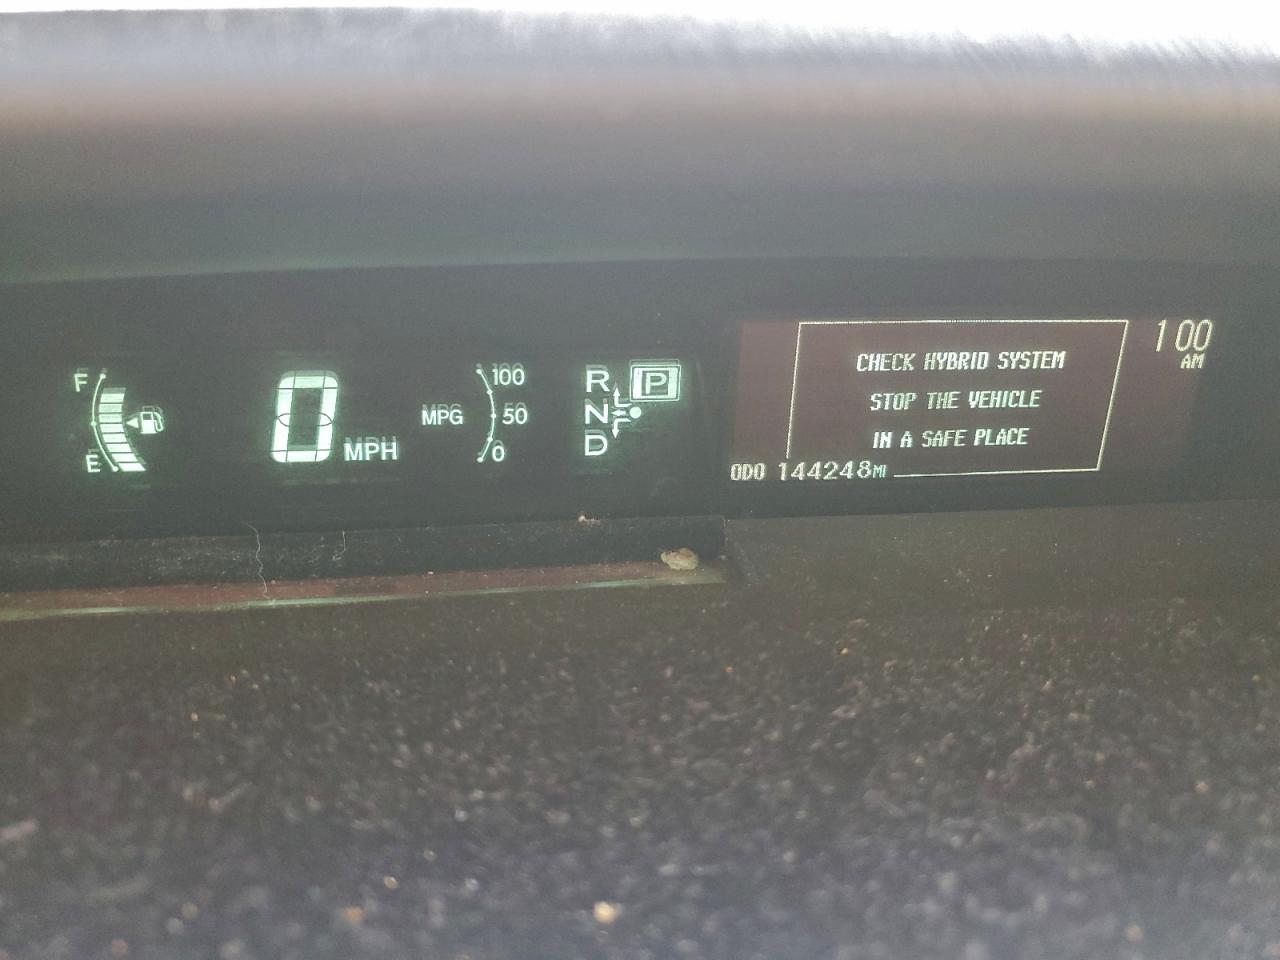 F
E
0 MPH
MPG
100
50
0
R
N
D
P
CHECK HYBRID SYSTEM
STOP THE VEHICLE
IN A SAFE PLACE
1 00
AM
ODO 144248MI